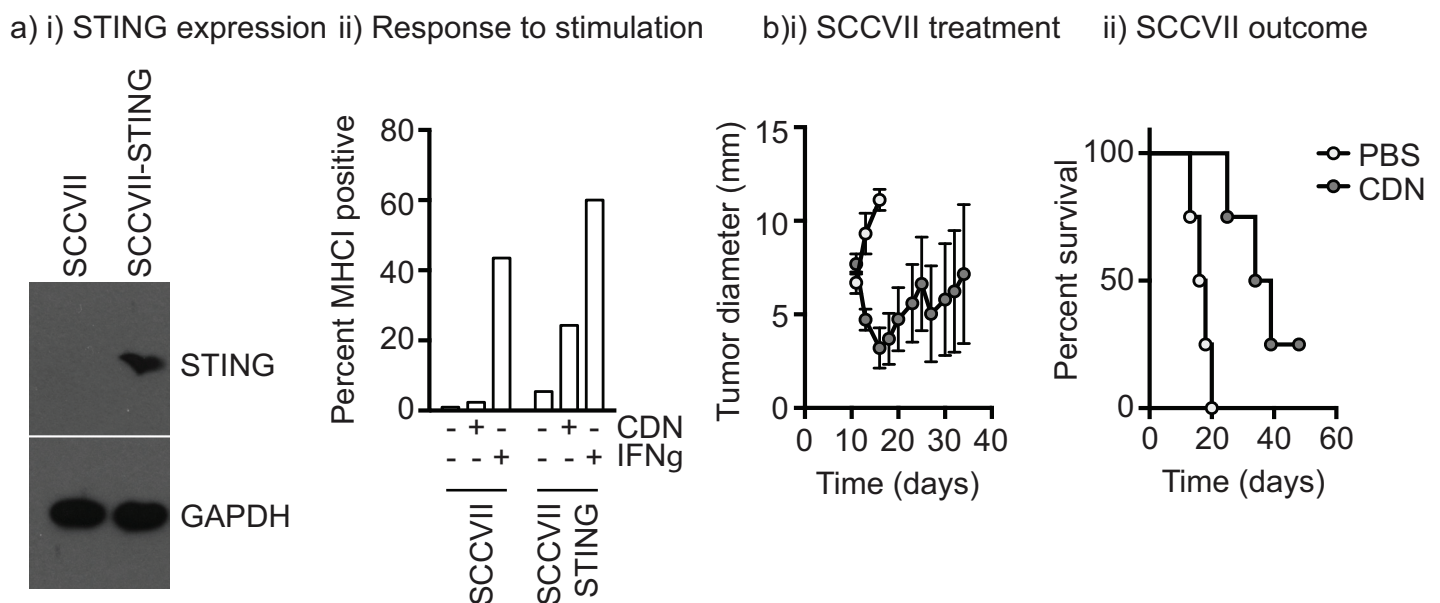 a) i) STING expression
ii) Response to stimulation
b)i) SCCVII treatment
ii) SCCVII outcome
SCCVII
SCCVII-STING
STING
GAPDH
Percent MHCI positive
80
60
40
20
0
- + - - + - CDN
- - + - - + IFNg
SCCVII
SCCVII
STING
Tumor diameter (mm)
15
10
5
0
0 10 20 30 40
Time (days)
Percent survival
100
50
0
0 20 40 60
Time (days)
PBS
CDN